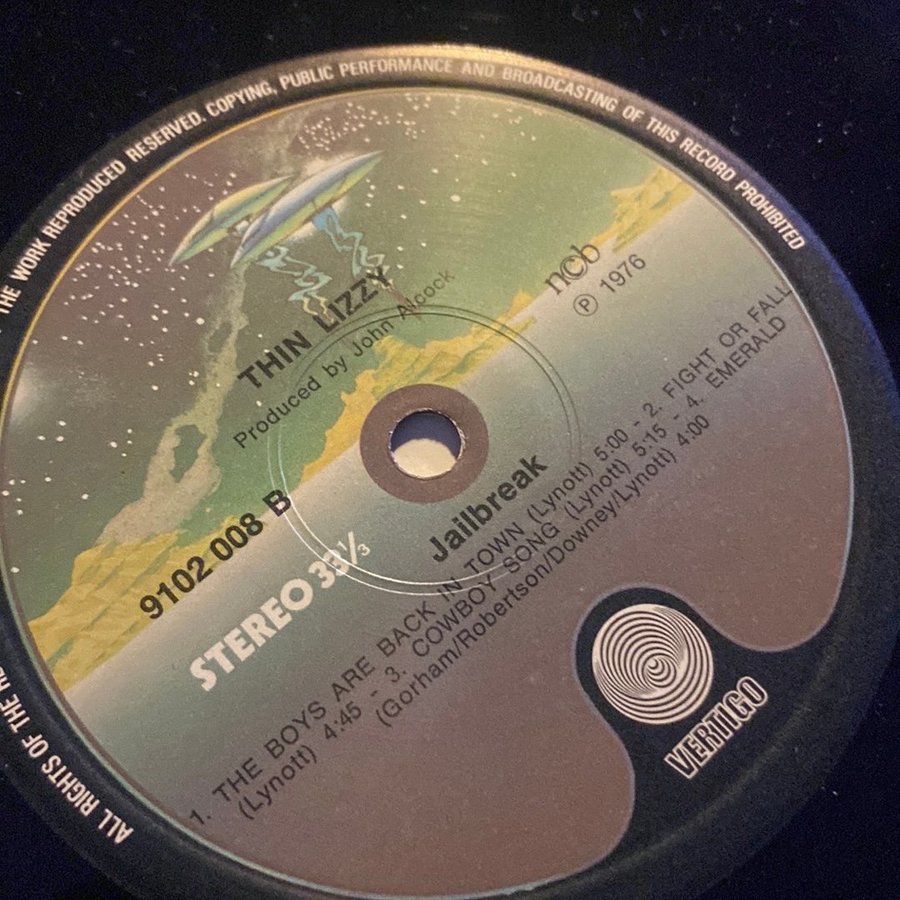 THE WORK REPRODUCED RESERVED. COPYING, PUBLIC PERFORMANCE AND BROADCASTING OF THIS RECORD PROHIBITED
ALL RIGHTS OF THE
THIN LIZZY
Produced by John Alcock
ncb
℗ 1976
9102 008 B
STEREO 33⅓
Jailbreak
1. THE BOYS ARE BACK IN TOWN (Lynott) 5:00 - 2. FIGHT OR FALL
(Lynott) 4:45 - 3. COWBOY SONG (Lynott) 5:15 - 4. EMERALD
(Gorham/Robertson/Downey/Lynott) 4:00
VERTIGO